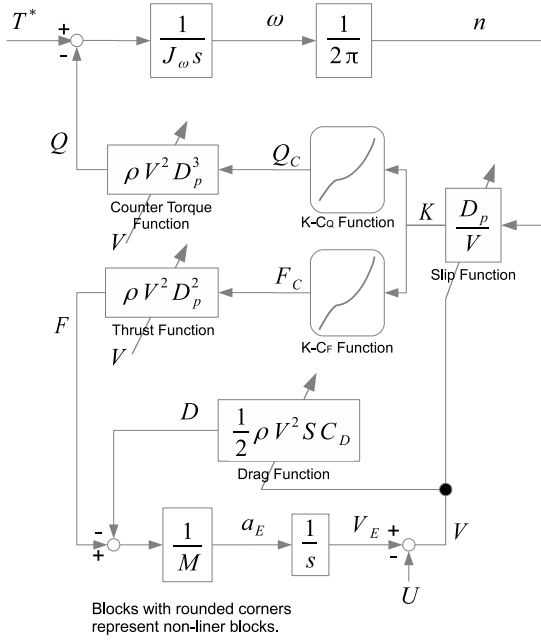 T* + - 1/(J_ω s) ω 1/(2π) n
Q ρ V² D_p³ Q_C
Counter Torque
Function
V
K-CQ Function
K D_p/V
Slip Function
F ρ V² D_p² F_C
Thrust Function
V
K-CF Function
D 1/2 ρ V² S C_D
Drag Function
- + 1/M a_E 1/s V_E + - V
U
Blocks with rounded corners
represent non-liner blocks.